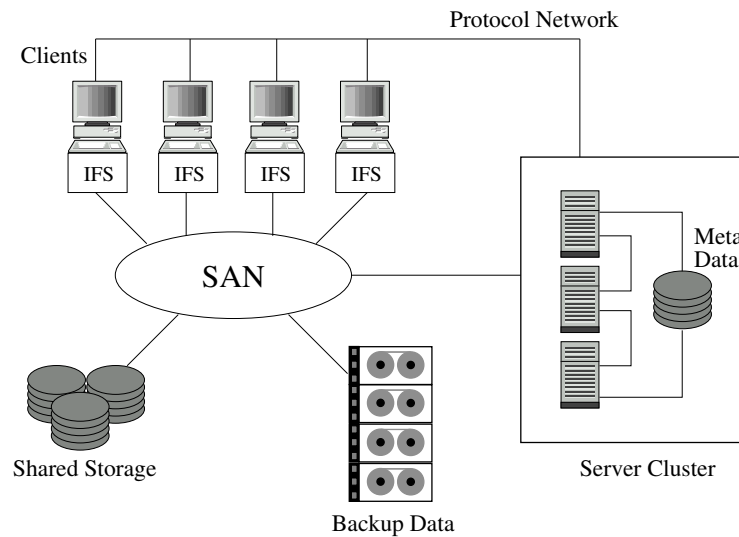 Protocol Network
Clients
IFS IFS IFS IFS
Meta
Data
SAN
Shared Storage
Server Cluster
Backup Data